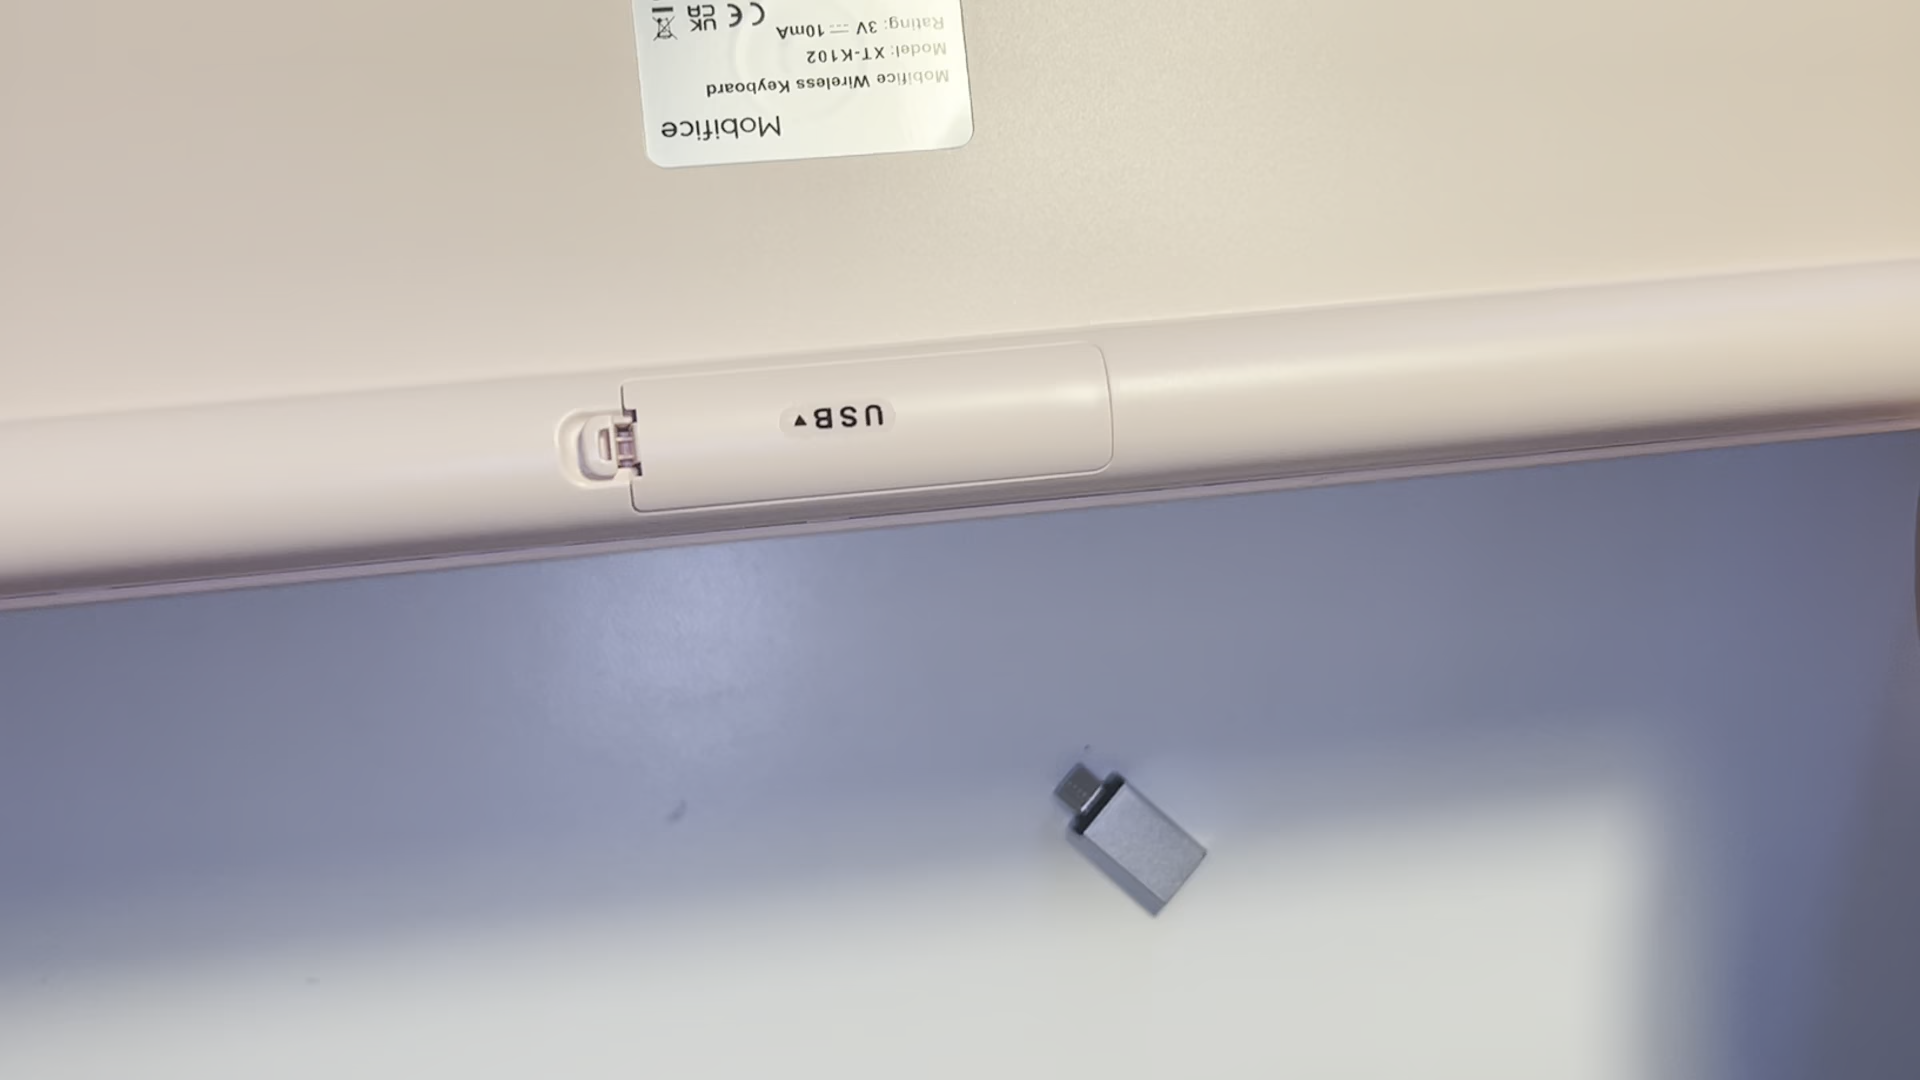 Mobifice
Mobifice Wireless Keyboard
Model: XT-K102
Rating: 3V 10mA
CE UK CA
USB▲